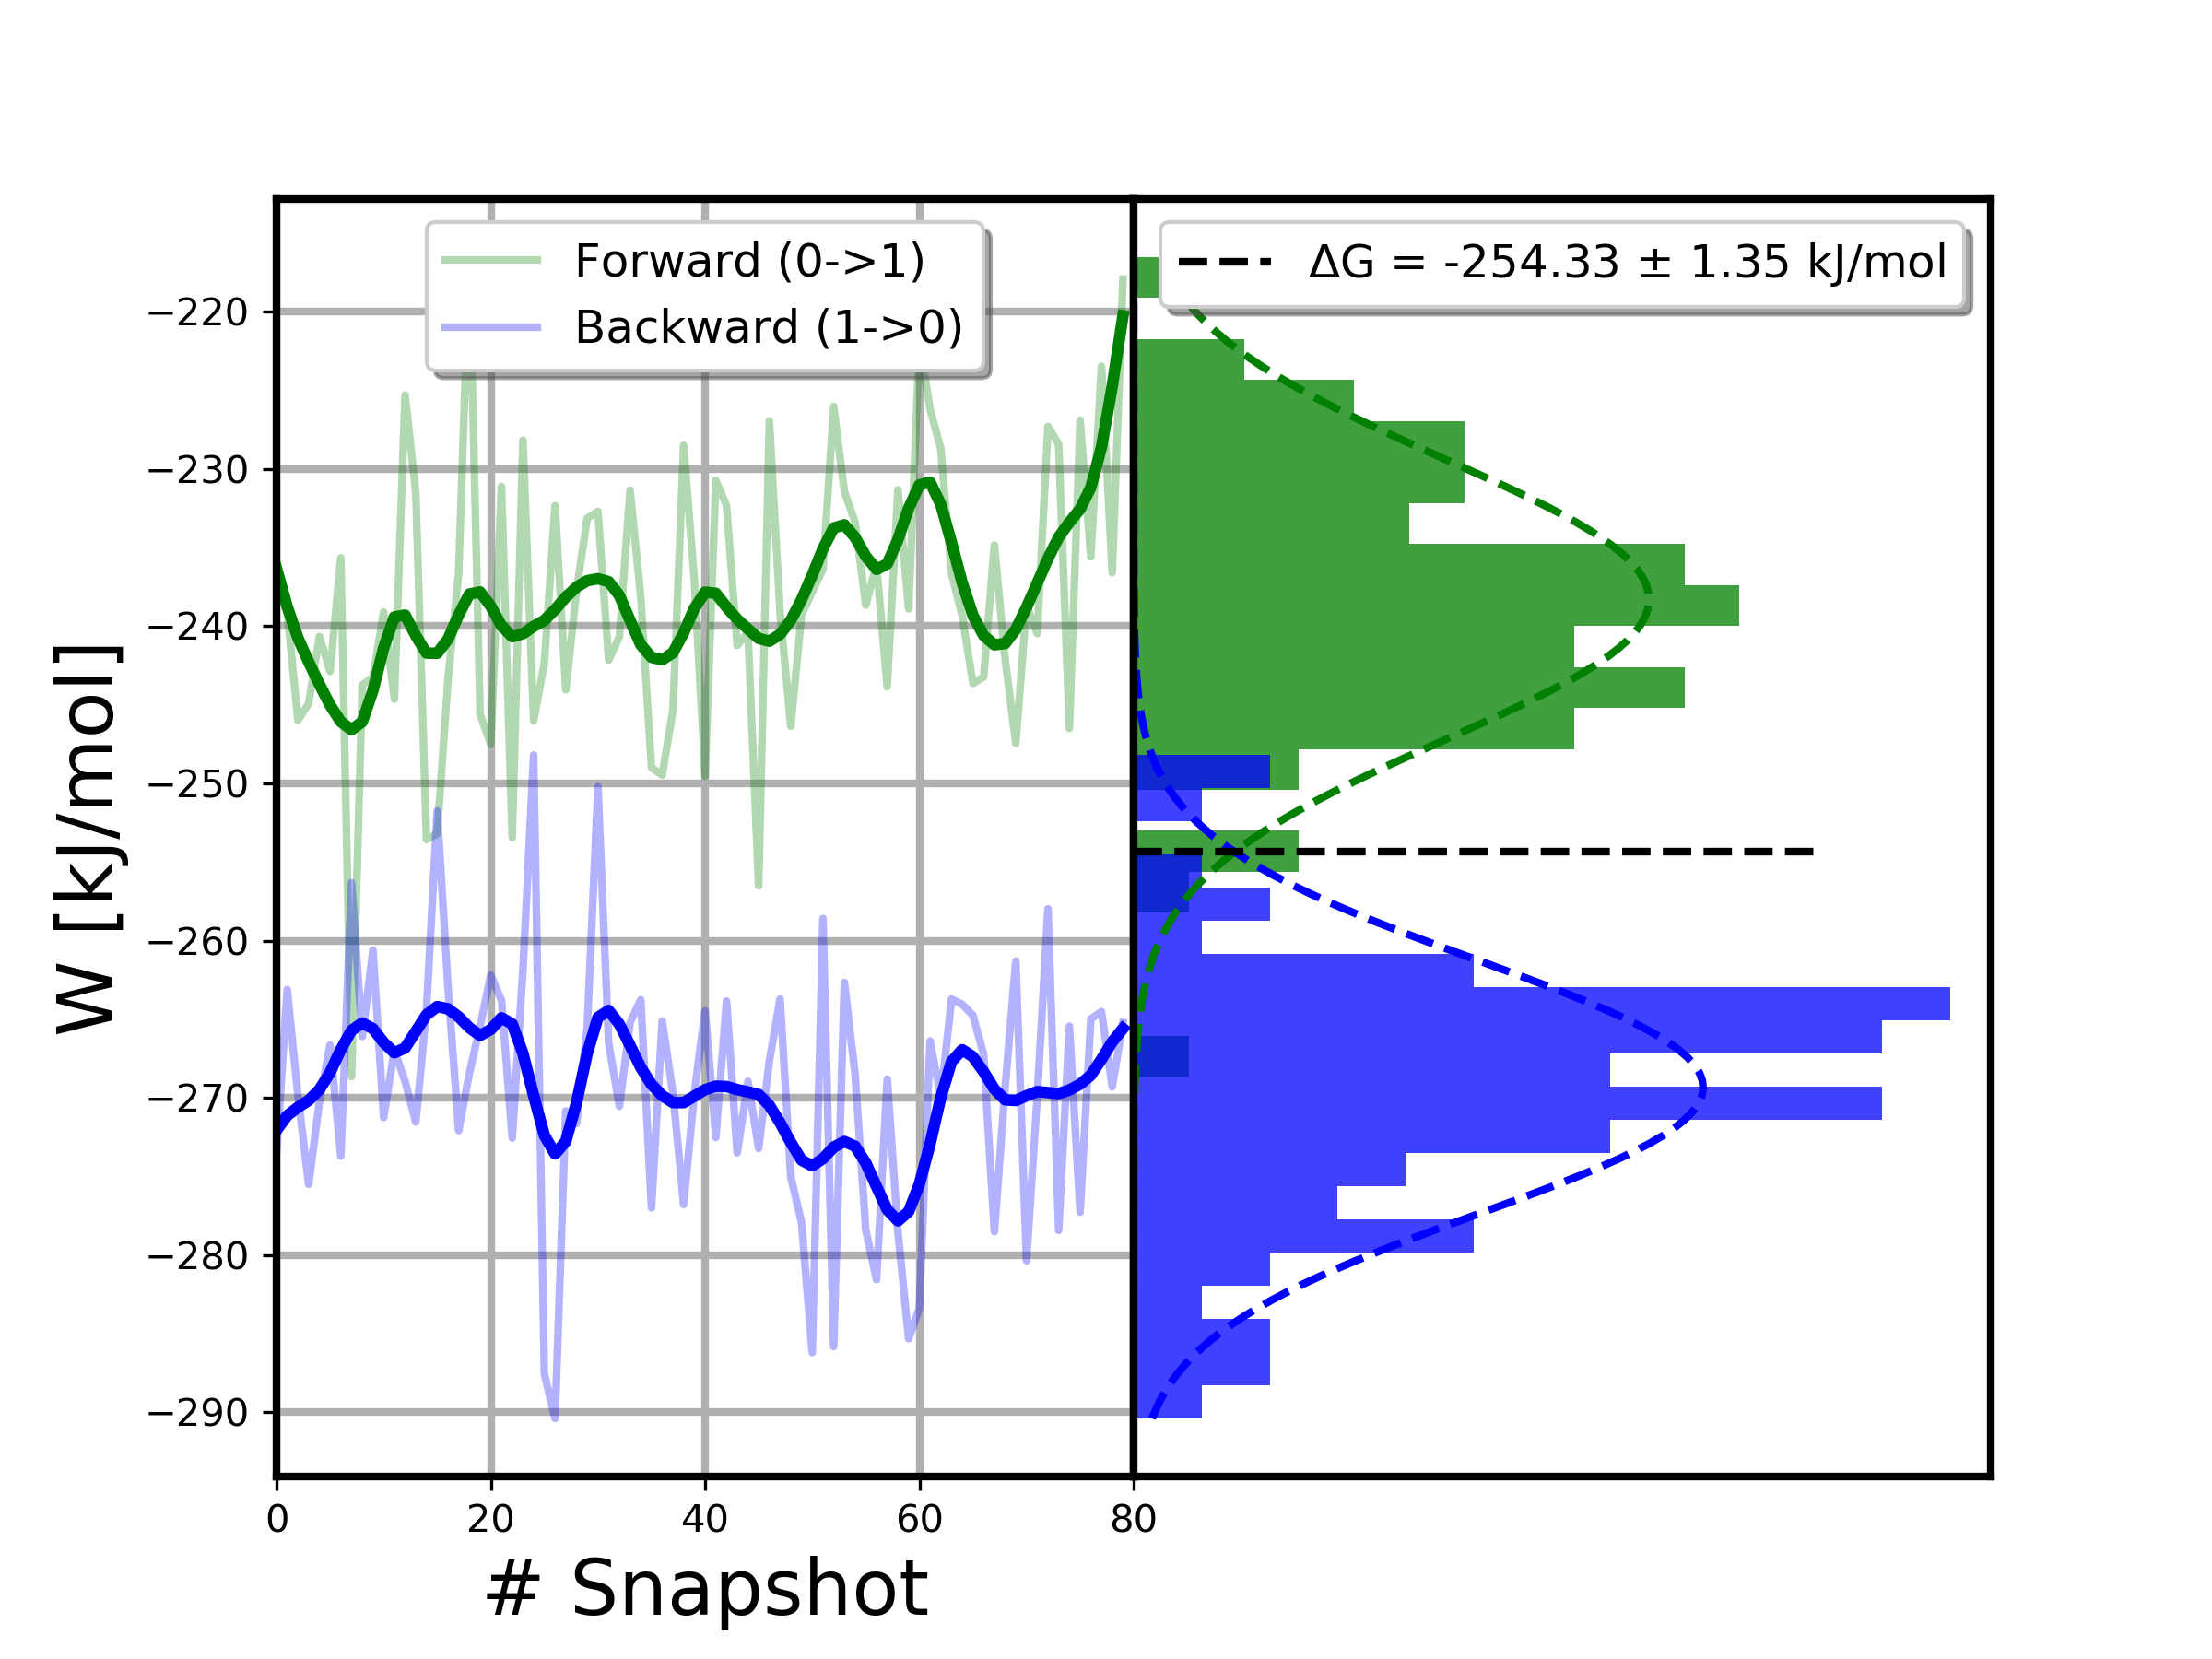 Forward (0->1)
Backward (1->0)
ΔG = -254.33 ± 1.35 kJ/mol
W [kJ/mol]
−220
−230
−240
−250
−260
−270
−280
−290
0 20 40 60 80
# Snapshot